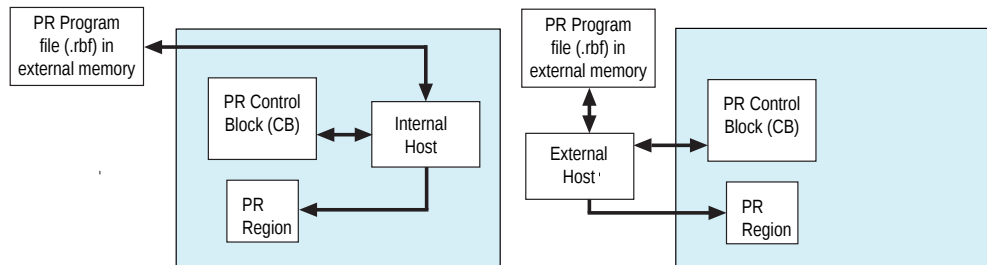 PR Program
file (.rbf) in
external memory
PR Control
Block (CB)
Internal
Host
PR
Region
PR Program
file (.rbf) in
external memory
PR Control
Block (CB)
External
Host
PR
Region